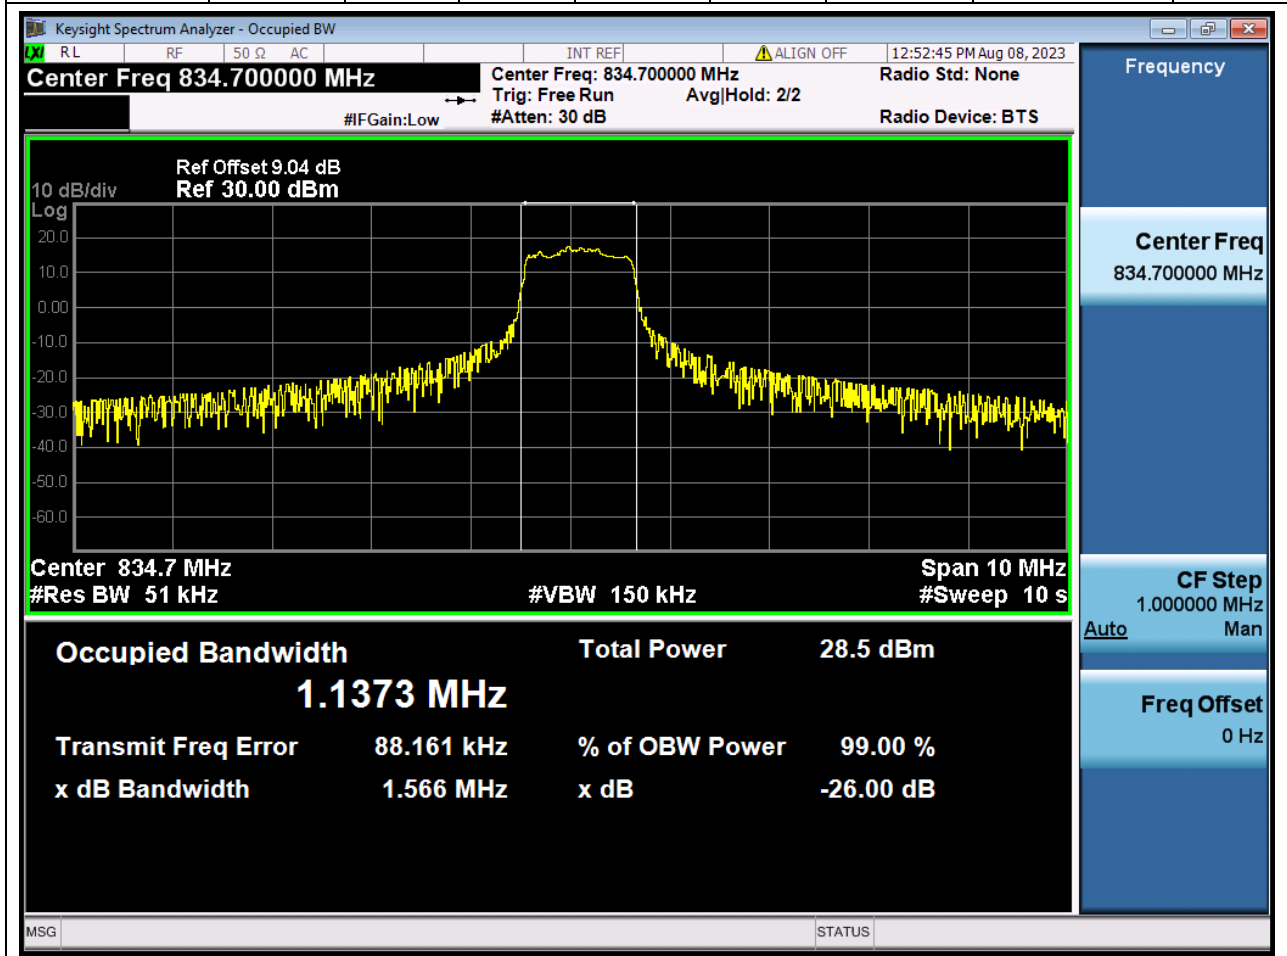 Keysight Spectrum Analyzer - Occupied BW
LXI RL RF 50 Ω AC INT REF ALIGN OFF 12:52:45 PM Aug 08, 2023
Center Freq 834.700000 MHz
#IFGain:Low
Center Freq: 834.700000 MHz
Trig: Free Run Avg|Hold: 2/2
#Atten: 30 dB
Radio Std: None
Radio Device: BTS
Ref Offset 9.04 dB
10 dB/div Ref 30.00 dBm
Log
20.0
10.0
0.00
-10.0
-20.0
-30.0
-40.0
-50.0
-60.0
Center 834.7 MHz Span 10 MHz
#Res BW 51 kHz #VBW 150 kHz #Sweep 10 s
Occupied Bandwidth Total Power 28.5 dBm
1.1373 MHz
Transmit Freq Error 88.161 kHz % of OBW Power 99.00 %
x dB Bandwidth 1.566 MHz x dB -26.00 dB
Frequency
Center Freq
834.700000 MHz
CF Step
1.000000 MHz
Auto Man
Freq Offset
0 Hz
MSG STATUS